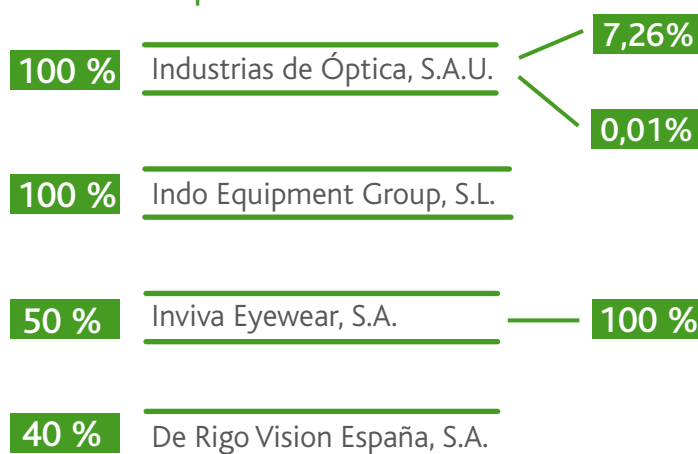 7,26%
100 % Industrias de Óptica, S.A.U.
0,01%
100 % Indo Equipment Group, S.L.
50 % Inviva Eyewear, S.A. 100 %
40 % De Rigo Vision España, S.A.